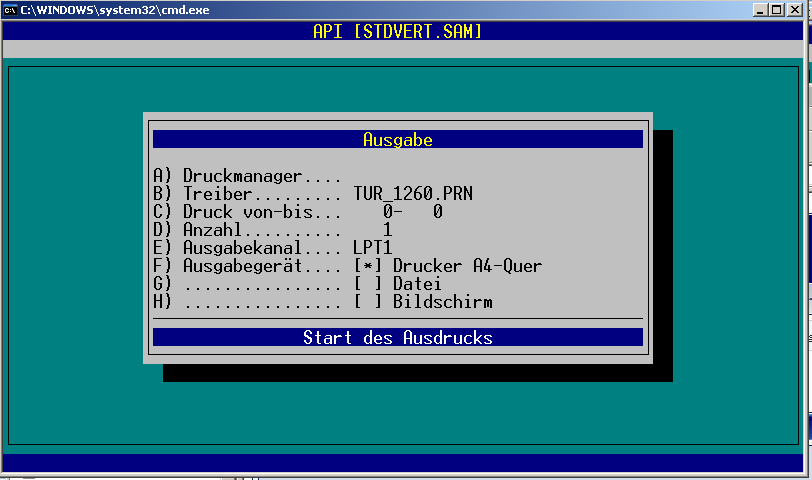 C:\WINDOWS\system32\cmd.exe
API [STDVERT.SAM]
Ausgabe
A) Druckmanager....
B) Treiber......... TUR_1260.PRN
C) Druck von-bis...    0-   0
D) Anzahl..........    1
E) Ausgabekanal.... LPT1
F) Ausgabegerät.... [*] Drucker A4-Quer
G) ................ [ ] Datei
H) ................ [ ] Bildschirm
Start des Ausdrucks